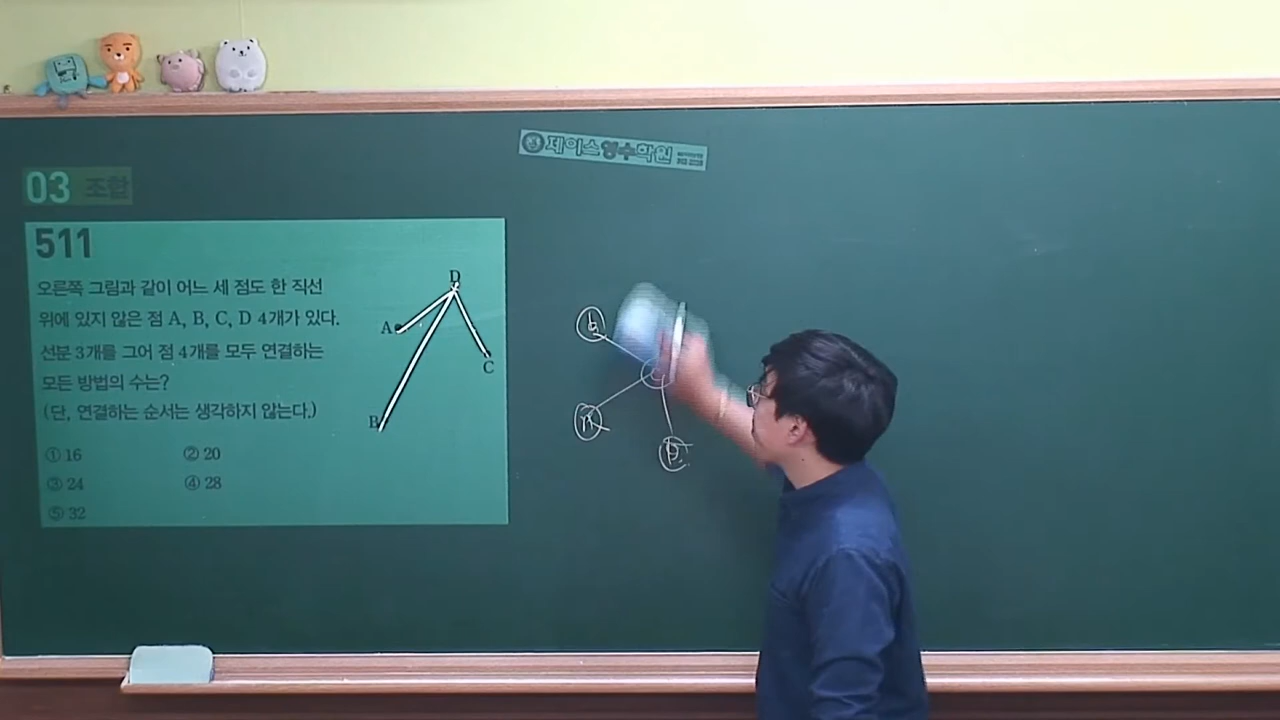 제이스영수학원
03 조합
511
오른쪽 그림과 같이 어느 세 점도 한 직선
위에 있지 않은 점 A, B, C, D 4개가 있다.
선분 3개를 그어 점 4개를 모두 연결하는
모든 방법의 수는?
(단, 연결하는 순서는 생각하지 않는다.)
① 16 ② 20
③ 24 ④ 28
⑤ 32
D
A
C
B